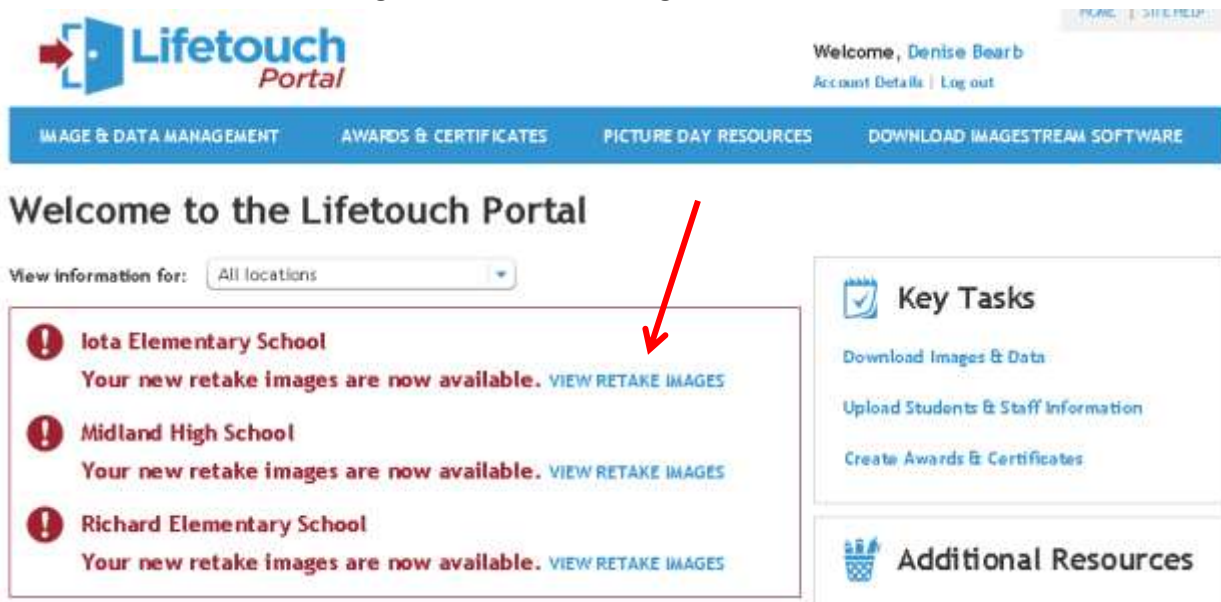 HOME | SITE HELP
Lifetouch
Portal
Welcome, Denise Bearb
Account Details | Log out
IMAGE & DATA MANAGEMENT AWARDS & CERTIFICATES PICTURE DAY RESOURCES DOWNLOAD IMAGESTREAM SOFTWARE
Welcome to the Lifetouch Portal
View information for: All locations
Iota Elementary School
Your new retake images are now available. VIEW RETAKE IMAGES
Midland High School
Your new retake images are now available. VIEW RETAKE IMAGES
Richard Elementary School
Your new retake images are now available. VIEW RETAKE IMAGES
Key Tasks
Download Images & Data
Upload Students & Staff Information
Create Awards & Certificates
Additional Resources